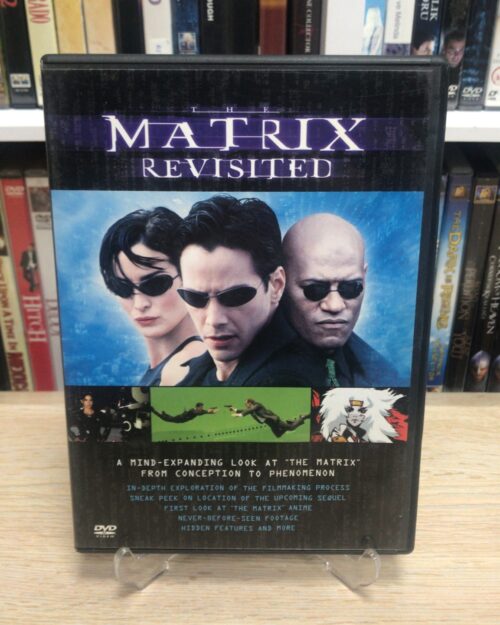 THE
MATRIX
REVISITED
A MIND-EXPANDING LOOK AT "THE MATRIX"
FROM CONCEPTION TO PHENOMENON
IN-DEPTH EXPLORATION OF THE FILMMAKING PROCESS
SNEAK PEEK ON LOCATION OF THE UPCOMING SEQUEL
FIRST LOOK AT "THE MATRIX" ANIME
NEVER-BEFORE-SEEN FOOTAGE
HIDDEN FEATURES AND MORE
DVD
VIDEO
HITCH